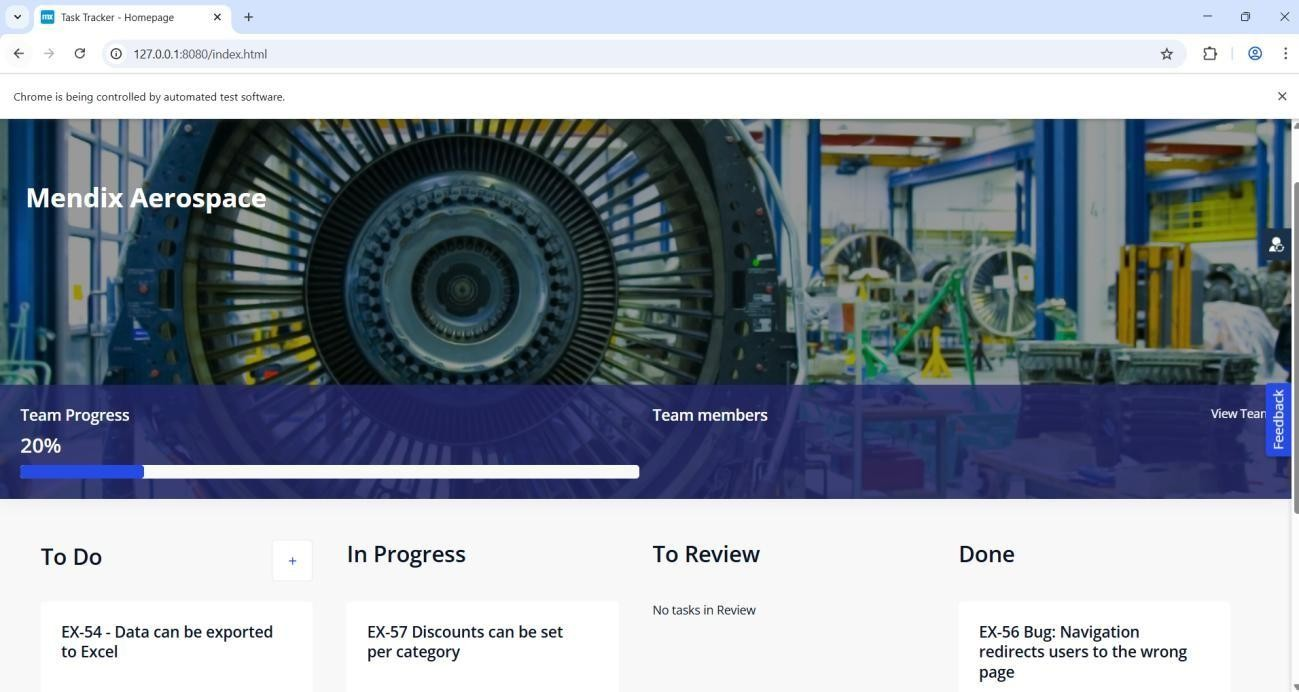 mx Task Tracker - Homepage
127.0.0.1:8080/index.html
Chrome is being controlled by automated test software.
Mendix Aerospace
Team Progress
20%
Team members
View Team
Feedback
To Do
+
In Progress
To Review
Done
EX-54 - Data can be exported
to Excel
EX-57 Discounts can be set
per category
No tasks in Review
EX-56 Bug: Navigation
redirects users to the wrong
page